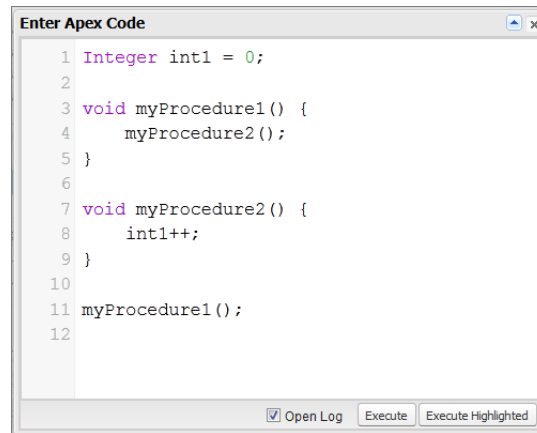 Enter Apex Code
1 Integer int1 = 0;
2
3 void myProcedure1() {
4     myProcedure2();
5 }
6
7 void myProcedure2() {
8     int1++;
9 }
10
11 myProcedure1();
12
Open Log Execute Execute Highlighted